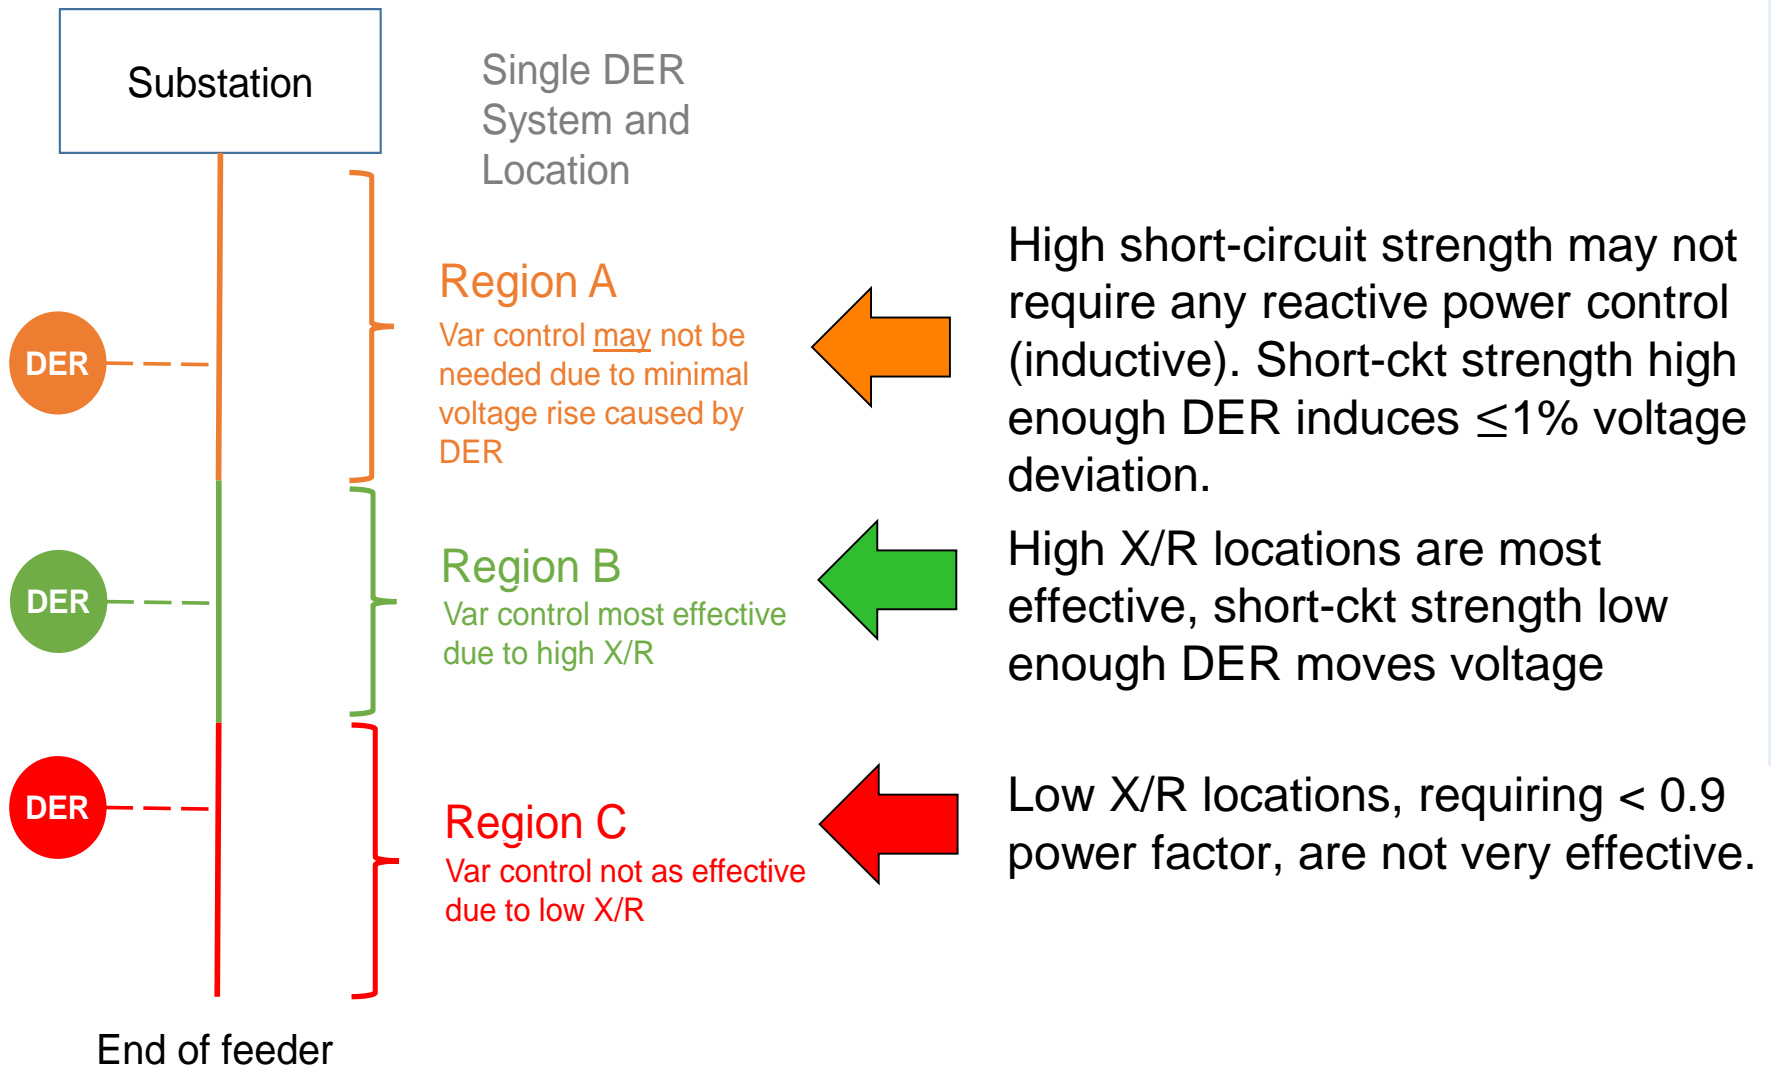 Substation
Single DER
System and
Location
Region A
Var control may not be
needed due to minimal
voltage rise caused by
DER
High short-circuit strength may not
require any reactive power control
(inductive). Short-ckt strength high
enough DER induces ≤1% voltage
deviation.
DER
Region B
Var control most effective
due to high X/R
High X/R locations are most
effective, short-ckt strength low
enough DER moves voltage
DER
Region C
Var control not as effective
due to low X/R
Low X/R locations, requiring < 0.9
power factor, are not very effective.
DER
End of feeder